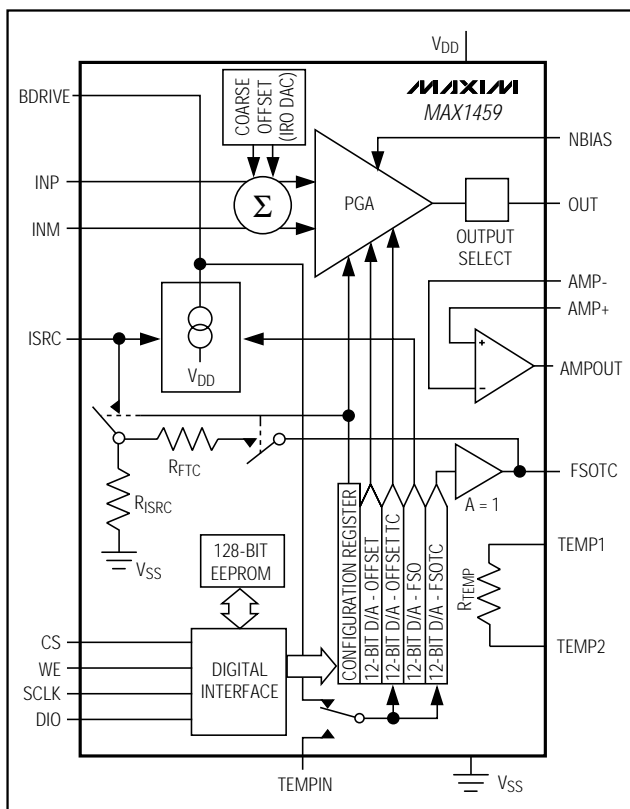 VDD
MAXIM
MAX1459
BDRIVE
COARSE
OFFSET
(IRO DAC)
NBIAS
INP
Σ
PGA
OUT
INM
OUTPUT
SELECT
AMP-
AMP+
ISRC
VDD
+
-
AMPOUT
RFTC
FSOTC
A = 1
RISRC
VSS
CONFIGURATION REGISTER
12-BIT D/A - OFFSET
12-BIT D/A - OFFSET TC
12-BIT D/A - FSO
12-BIT D/A - FSOTC
TEMP1
RTEMP
TEMP2
128-BIT
EEPROM
CS
WE
SCLK
DIO
DIGITAL
INTERFACE
TEMPIN
VSS